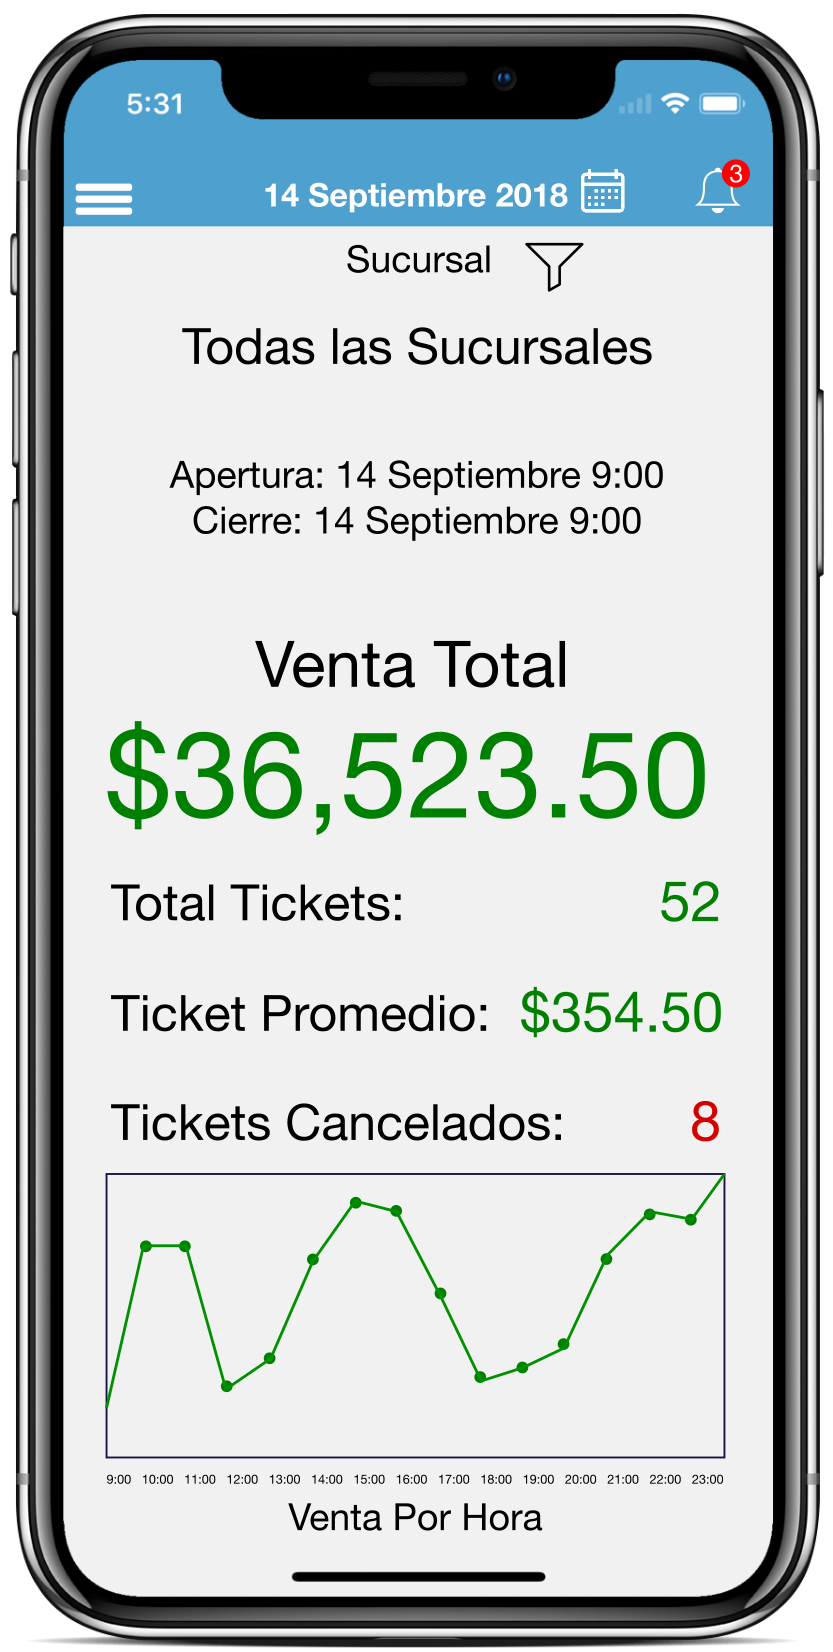 5:31
14 Septiembre 2018
3
Sucursal
Todas las Sucursales
Apertura: 14 Septiembre 9:00
Cierre: 14 Septiembre 9:00
Venta Total
$36,523.50
Total Tickets: 52
Ticket Promedio: $354.50
Tickets Cancelados: 8
9:00 10:00 11:00 12:00 13:00 14:00 15:00 16:00 17:00 18:00 19:00 20:00 21:00 22:00 23:00
Venta Por Hora